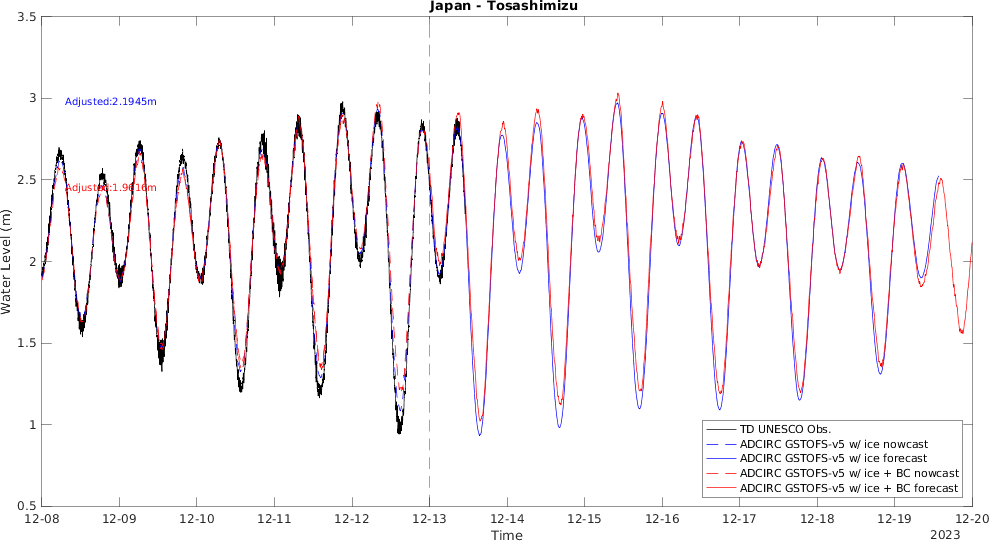 Japan - Tosashimizu
3.5
3
2.5
2
1.5
1
0.5
Water Level (m)
Adjusted:2.1945m
Adjusted:1.9616m
TD UNESCO Obs.
ADCIRC GSTOFS-v5 w/ ice nowcast
ADCIRC GSTOFS-v5 w/ ice forecast
ADCIRC GSTOFS-v5 w/ ice + BC nowcast
ADCIRC GSTOFS-v5 w/ ice + BC forecast
12-08 12-09 12-10 12-11 12-12 12-13 12-14 12-15 12-16 12-17 12-18 12-19 12-20
Time
2023